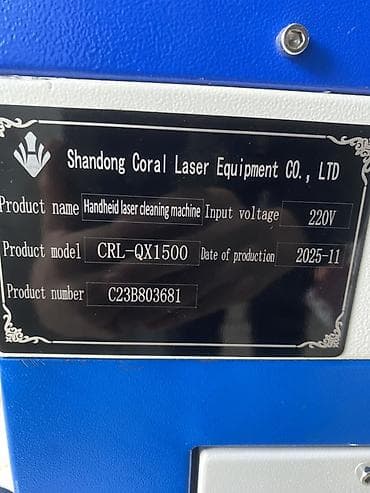 Shandong Coral Laser Equipment CO., LTD
Product name Handheid laser cleaning machine Input voltage 220V
Product model CRL-QX1500 Date of production 2025-11
Product number C23B803681